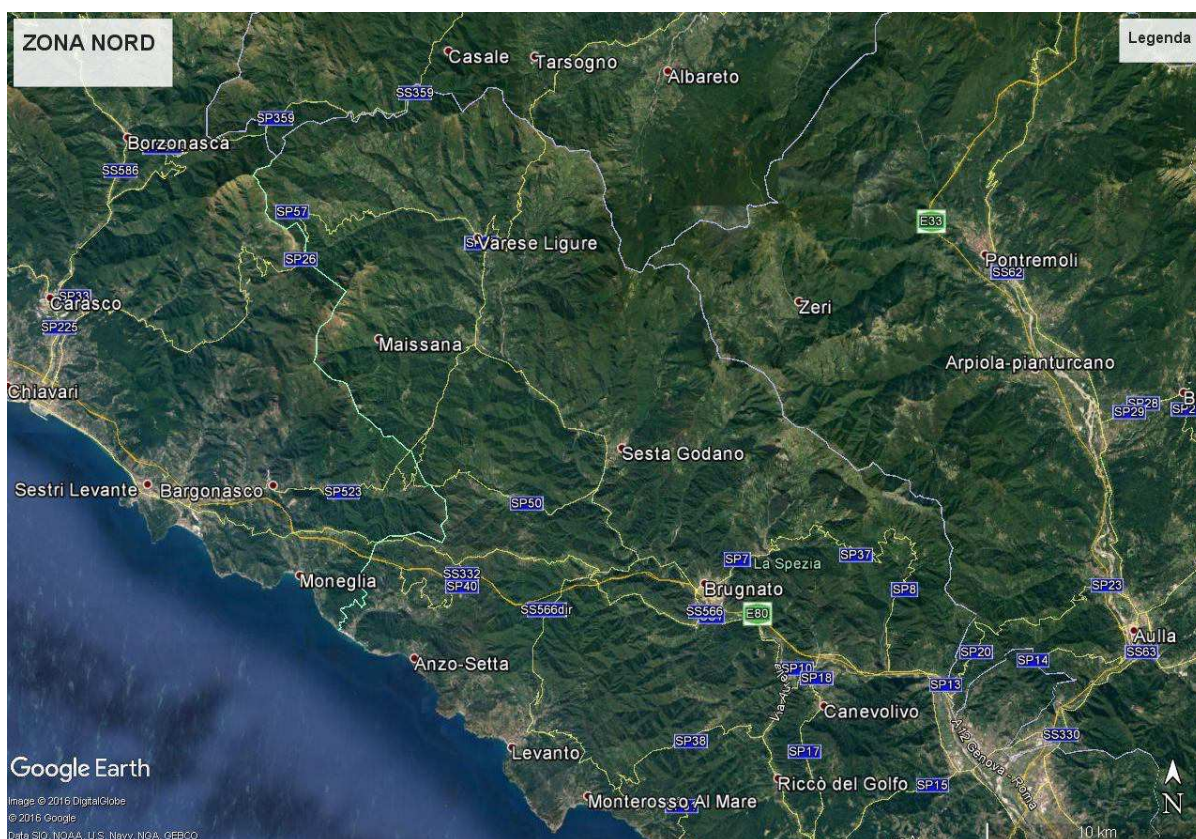 ZONA NORD
Legenda
Casale
Tarsogno
Albareto
SS359
SP359
Borzonasca
SS586
SP57
E33
Varese Ligure
SP26
Pontremoli
SS62
SP33
Carasco
Zeri
SP225
Maissana
Arpiola-pianturcano
Chiavari
SP28
SP29
Sesta Godano
Sestri Levante
Bargonasco
SP523
SP50
SP7
SP37
La Spezia
Moneglia
SS332
SP40
Brugnato
SP8
SP23
SS566dir
SS566
E80
Aulla
SS63
Anzo-Setta
SP20
SP14
SP10
SP18
SP13
Canevolivo
A12 Genova - Roma
SS330
SP38
Levanto
SP17
Riccò del Golfo
SP15
Monterosso Al Mare
Google Earth
Image © 2016 DigitalGlobe
© 2016 Google
Data SIO, NOAA, U.S. Navy, NGA, GEBCO
N
10 km